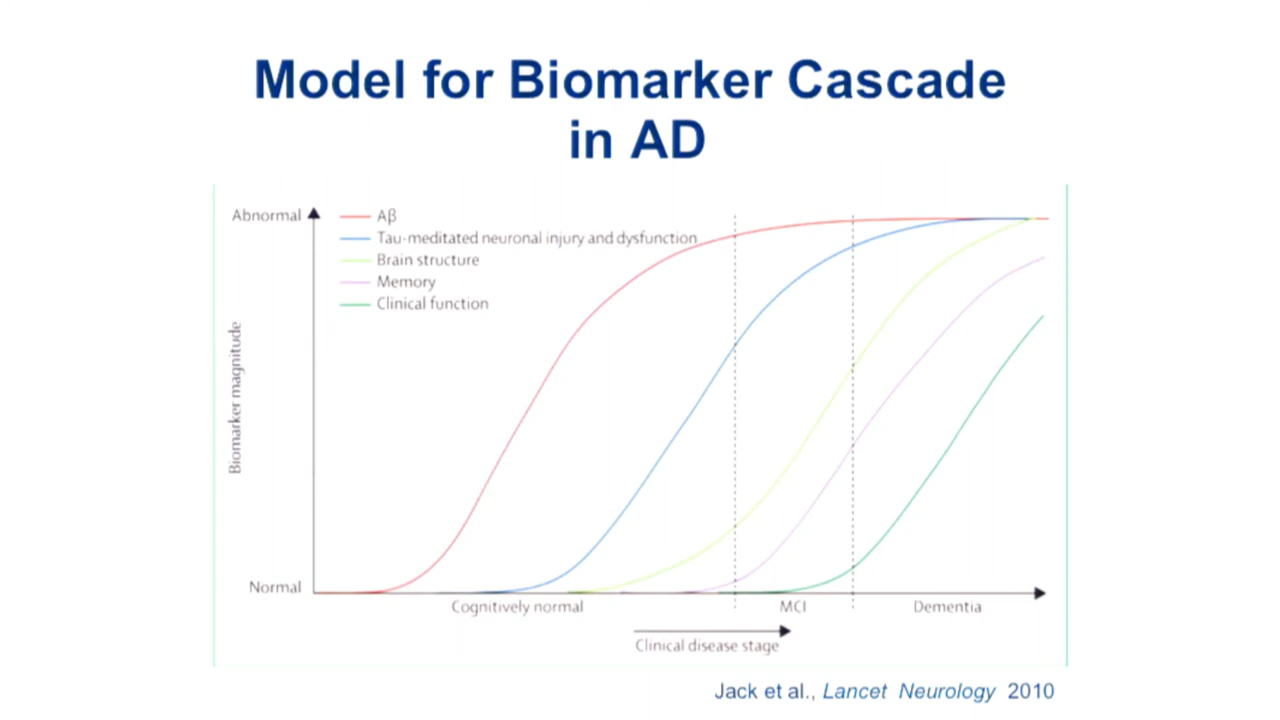 Model for Biomarker Cascade
in AD
Abnormal
Aβ
Tau-meditated neuronal injury and dysfunction
Brain structure
Memory
Clinical function
Biomarker magnitude
Normal
Cognitively normal
MCI
Dementia
Clinical disease stage
Jack et al., Lancet Neurology 2010